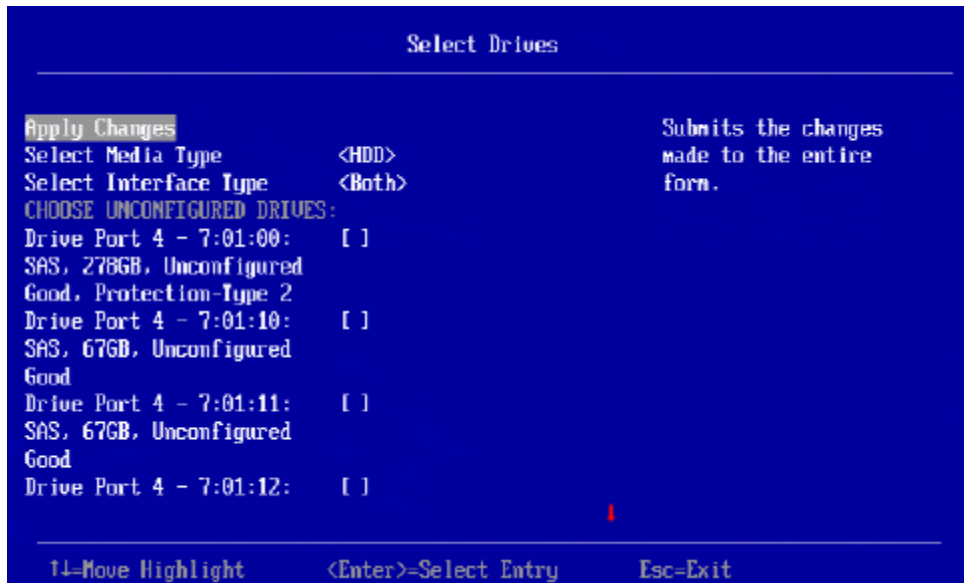 Select Drives
Apply Changes
Submits the changes
Select Media Type <HDD>
made to the entire
Select Interface Type <Both>
form.
CHOOSE UNCONFIGURED DRIVES:
Drive Port 4 - 7:01:00: [ ]
SAS, 278GB, Unconfigured
Good, Protection-Type 2
Drive Port 4 - 7:01:10: [ ]
SAS, 67GB, Unconfigured
Good
Drive Port 4 - 7:01:11: [ ]
SAS, 67GB, Unconfigured
Good
Drive Port 4 - 7:01:12: [ ]
↓
↑↓=Move Highlight <Enter>=Select Entry Esc=Exit